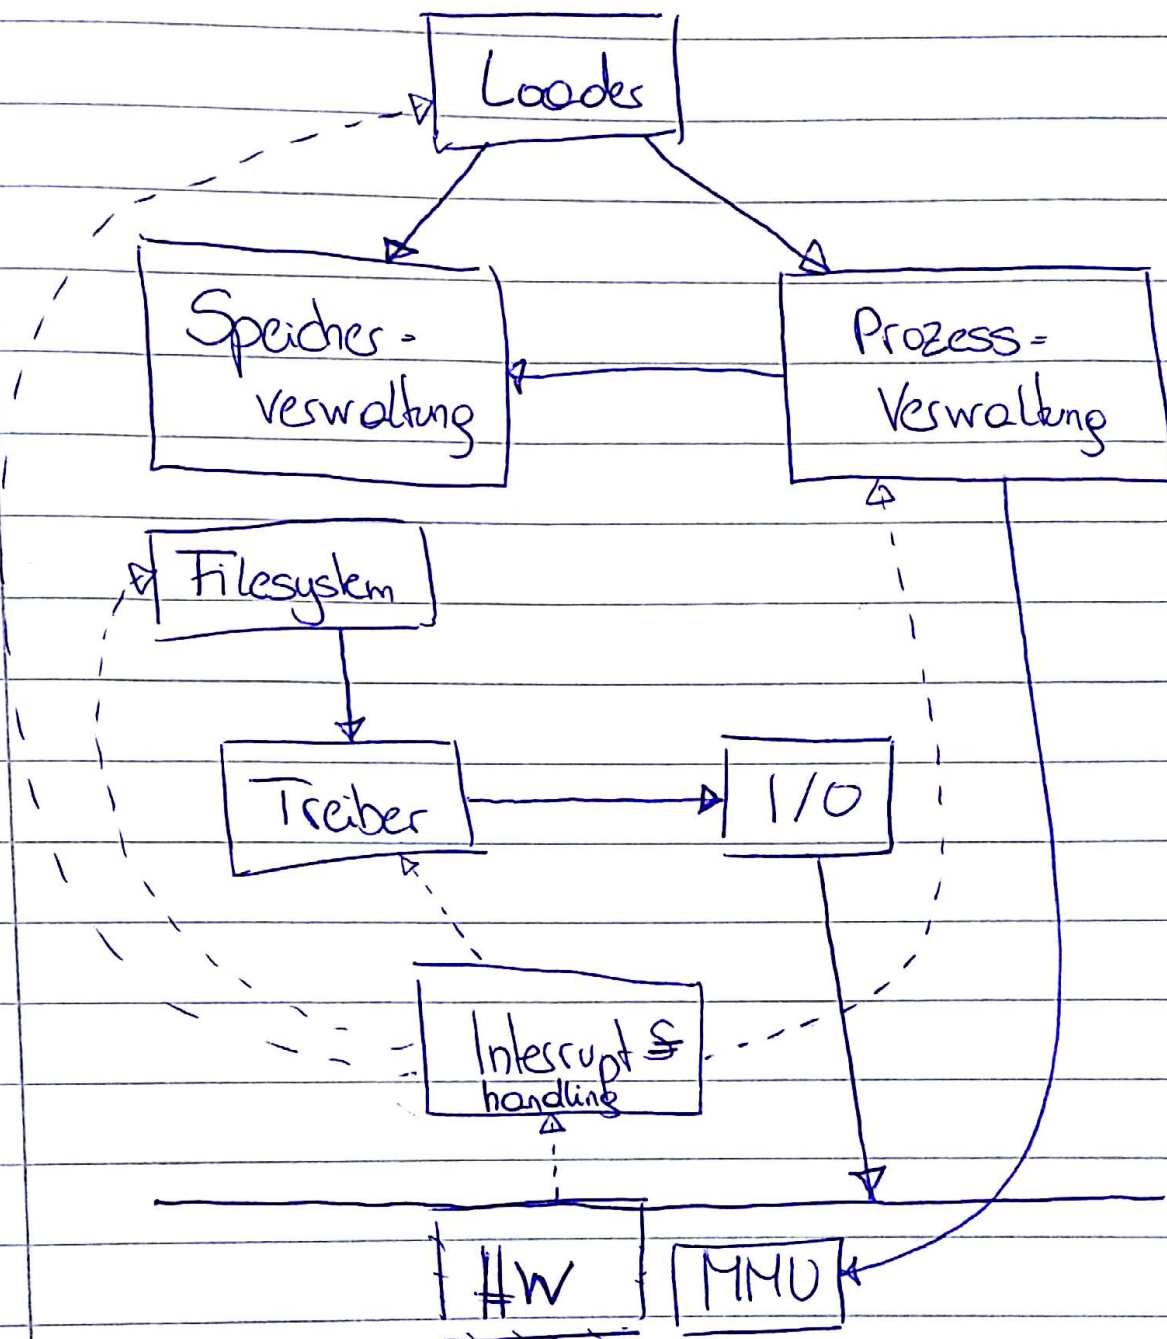 Loader
Speicher-
verwaltung
Prozess=
Verwaltung
Filesystem
Treiber
I/O
Interrupt
handling
HW
MMU